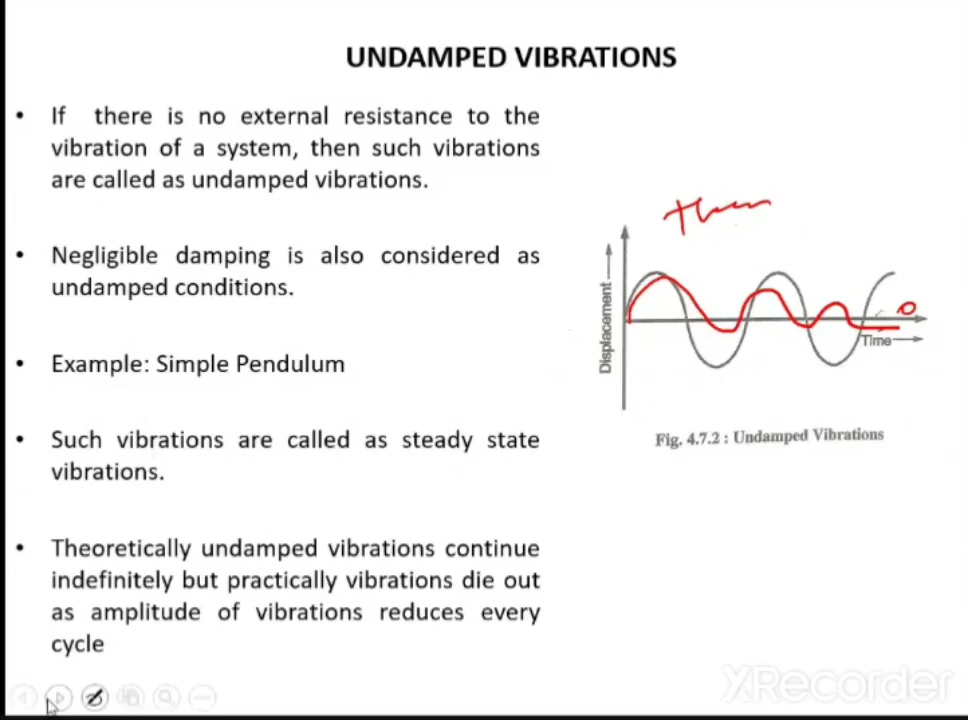 UNDAMPED VIBRATIONS
• If there is no external resistance to the
vibration of a system, then such vibrations
are called as undamped vibrations.
• Negligible damping is also considered as
undamped conditions.
• Example: Simple Pendulum
• Such vibrations are called as steady state
vibrations.
• Theoretically undamped vibrations continue
indefinitely but practically vibrations die out
as amplitude of vibrations reduces every
cycle
Displacement
0
Time
Fig. 4.7.2 : Undamped Vibrations
XRecorder